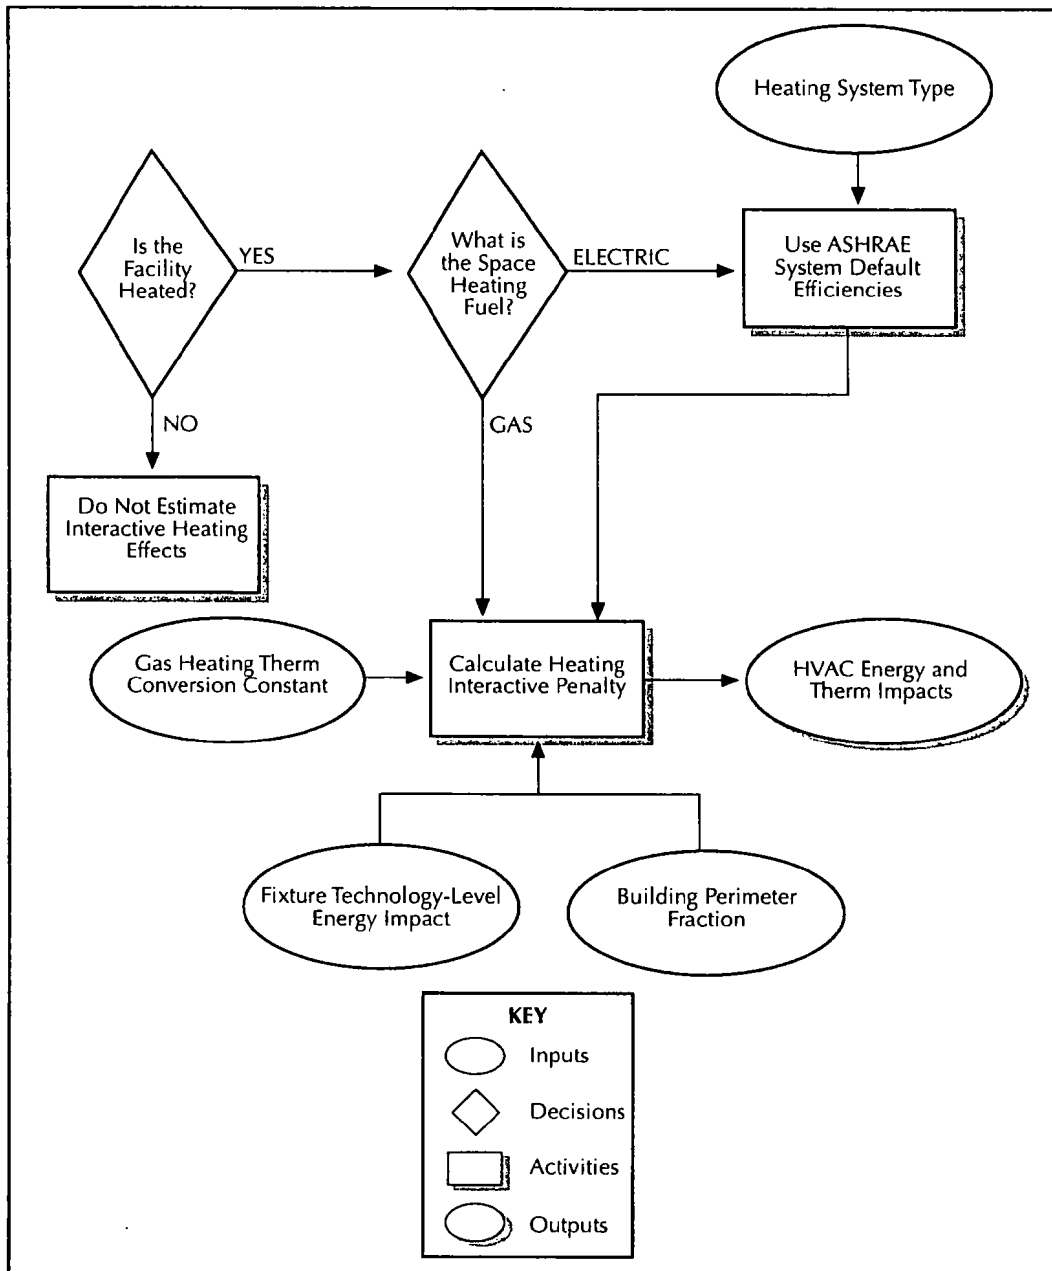 Heating System Type
Is the
Facility
Heated?
YES
What is
the Space
Heating
Fuel?
ELECTRIC
Use ASHRAE
System Default
Efficiencies
NO
GAS
Do Not Estimate
Interactive Heating
Effects
Gas Heating Therm
Conversion Constant
Calculate Heating
Interactive Penalty
HVAC Energy and
Therm Impacts
Fixture Technology-Level
Energy Impact
Building Perimeter
Fraction
KEY
Inputs
Decisions
Activities
Outputs